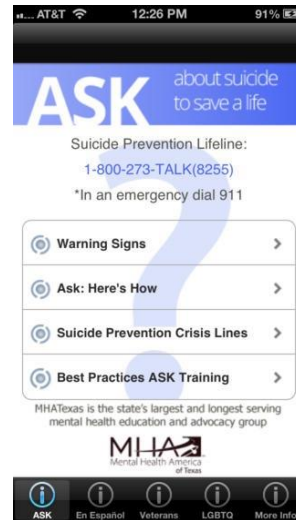 AT&T 12:26 PM 91%
ASK about suicide
to save a life
Suicide Prevention Lifeline:
1-800-273-TALK(8255)
*In an emergency dial 911
Warning Signs
Ask: Here's How
Suicide Prevention Crisis Lines
Best Practices ASK Training
MHATexas is the state's largest and longest serving
mental health education and advocacy group
MHA
Mental Health America
of Texas
ASK En Español Veterans LGBTQ More Info